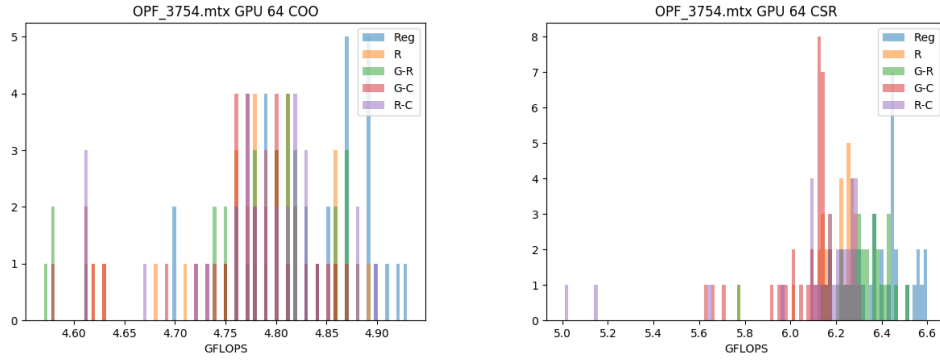 OPF_3754.mtx GPU 64 COO
5
4
3
2
1
0
Reg
R
G-R
G-C
R-C
4.60 4.65 4.70 4.75 4.80 4.85 4.90
GFLOPS
OPF_3754.mtx GPU 64 CSR
8
7
6
5
4
3
2
1
0
Reg
R
G-R
G-C
R-C
5.0 5.2 5.4 5.6 5.8 6.0 6.2 6.4 6.6
GFLOPS